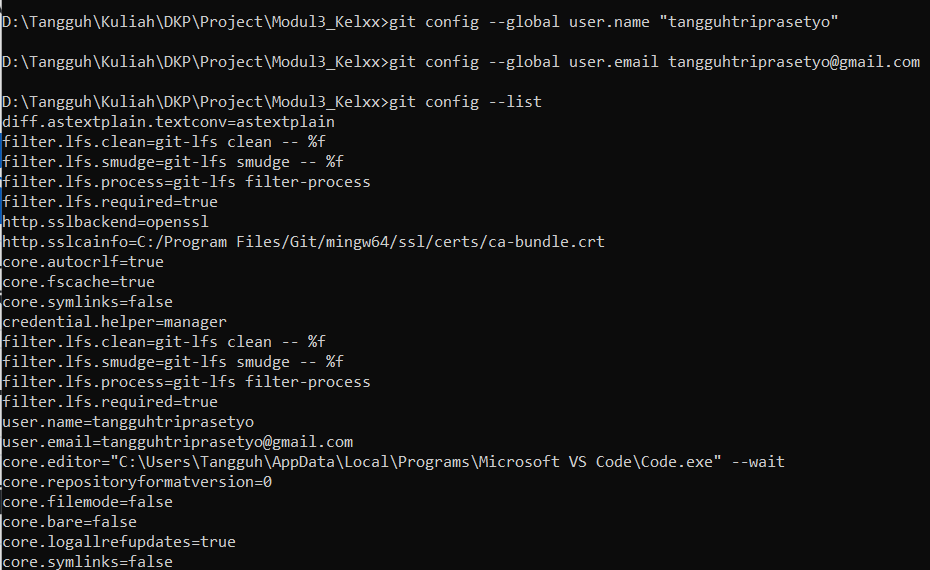 D:\Tangguh\Kuliah\DKP\Project\Modul3_Kelxx>git config --global user.name "tangguhtriprasetyo"
D:\Tangguh\Kuliah\DKP\Project\Modul3_Kelxx>git config --global user.email tangguhtriprasetyo@gmail.com
D:\Tangguh\Kuliah\DKP\Project\Modul3_Kelxx>git config --list
diff.astextplain.textconv=astextplain
filter.lfs.clean=git-lfs clean -- %f
filter.lfs.smudge=git-lfs smudge -- %f
filter.lfs.process=git-lfs filter-process
filter.lfs.required=true
http.sslbackend=openssl
http.sslcainfo=C:/Program Files/Git/mingw64/ssl/certs/ca-bundle.crt
core.autocrlf=true
core.fscache=true
core.symlinks=false
credential.helper=manager
filter.lfs.clean=git-lfs clean -- %f
filter.lfs.smudge=git-lfs smudge -- %f
filter.lfs.process=git-lfs filter-process
filter.lfs.required=true
user.name=tangguhtriprasetyo
user.email=tangguhtriprasetyo@gmail.com
core.editor="C:\Users\Tangguh\AppData\Local\Programs\Microsoft VS Code\Code.exe" --wait
core.repositoryformatversion=0
core.filemode=false
core.bare=false
core.logallrefupdates=true
core.symlinks=false